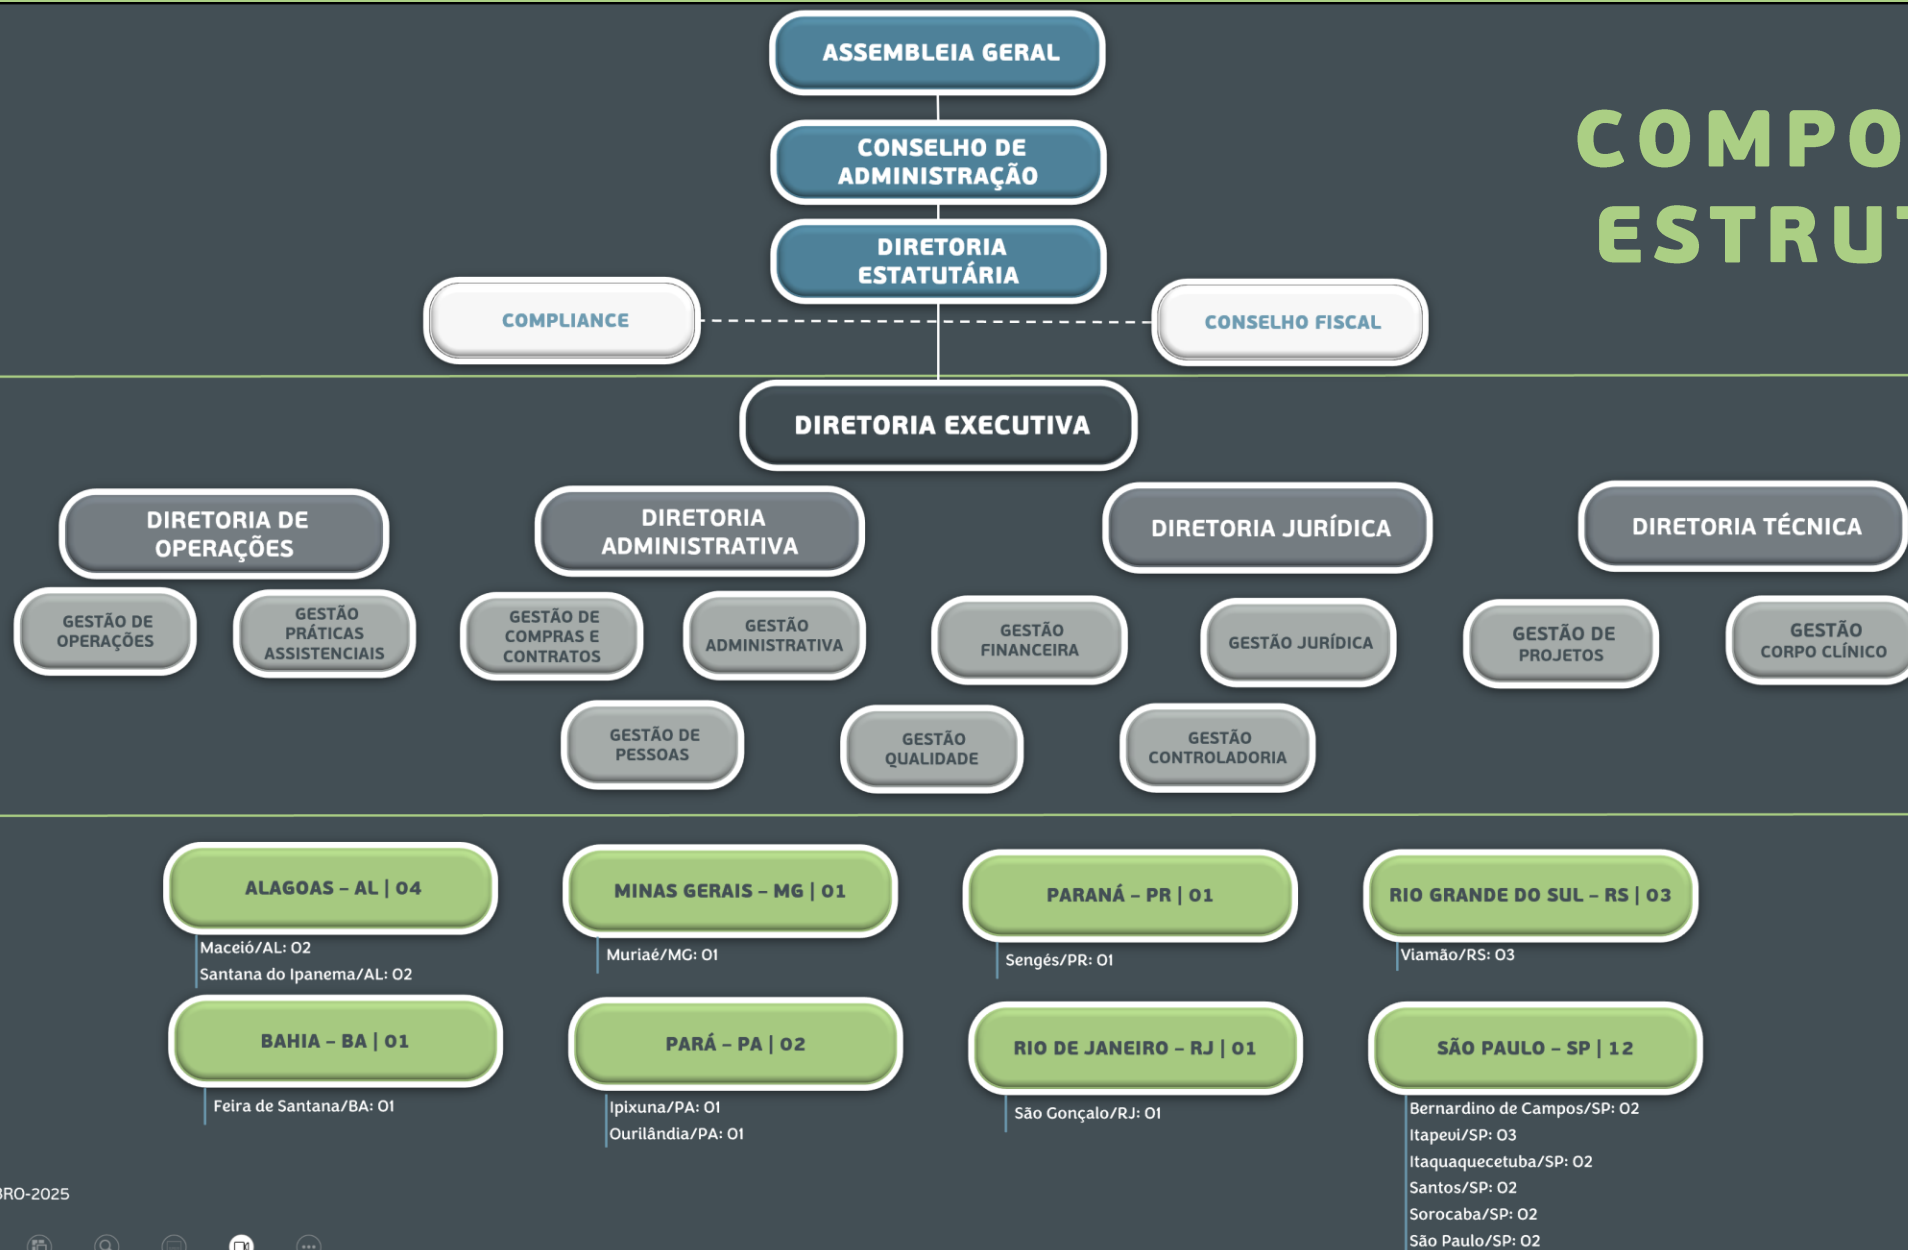 ASSEMBLEIA GERAL
CONSELHO DE
ADMINISTRAÇÃO
DIRETORIA
ESTATUTÁRIA
COMPO
ESTRUT
COMPLIANCE
CONSELHO FISCAL
DIRETORIA EXECUTIVA
DIRETORIA DE
OPERAÇÕES
DIRETORIA
ADMINISTRATIVA
DIRETORIA JURÍDICA
DIRETORIA TÉCNICA
GESTÃO DE
OPERAÇÕES
GESTÃO
PRÁTICAS
ASSISTENCIAIS
GESTÃO DE
COMPRAS E
CONTRATOS
GESTÃO
ADMINISTRATIVA
GESTÃO
FINANCEIRA
GESTÃO JURÍDICA
GESTÃO DE
PROJETOS
GESTÃO
CORPO CLÍNICO
GESTÃO DE
PESSOAS
GESTÃO
QUALIDADE
GESTÃO
CONTROLADORIA
ALAGOAS – AL | 04
Maceió/AL: 02
Santana do Ipanema/AL: 02
MINAS GERAIS – MG | 01
Muriaé/MG: 01
PARANÁ – PR | 01
Sengés/PR: 01
RIO GRANDE DO SUL – RS | 03
Viamão/RS: 03
BAHIA – BA | 01
Feira de Santana/BA: 01
PARÁ – PA | 02
Ipixuna/PA: 01
Ourilândia/PA: 01
RIO DE JANEIRO – RJ | 01
São Gonçalo/RJ: 01
SÃO PAULO – SP | 12
Bernardino de Campos/SP: 02
Itapevi/SP: 03
Itaquaquecetuba/SP: 02
Santos/SP: 02
Sorocaba/SP: 02
São Paulo/SP: 02
BRO-2025